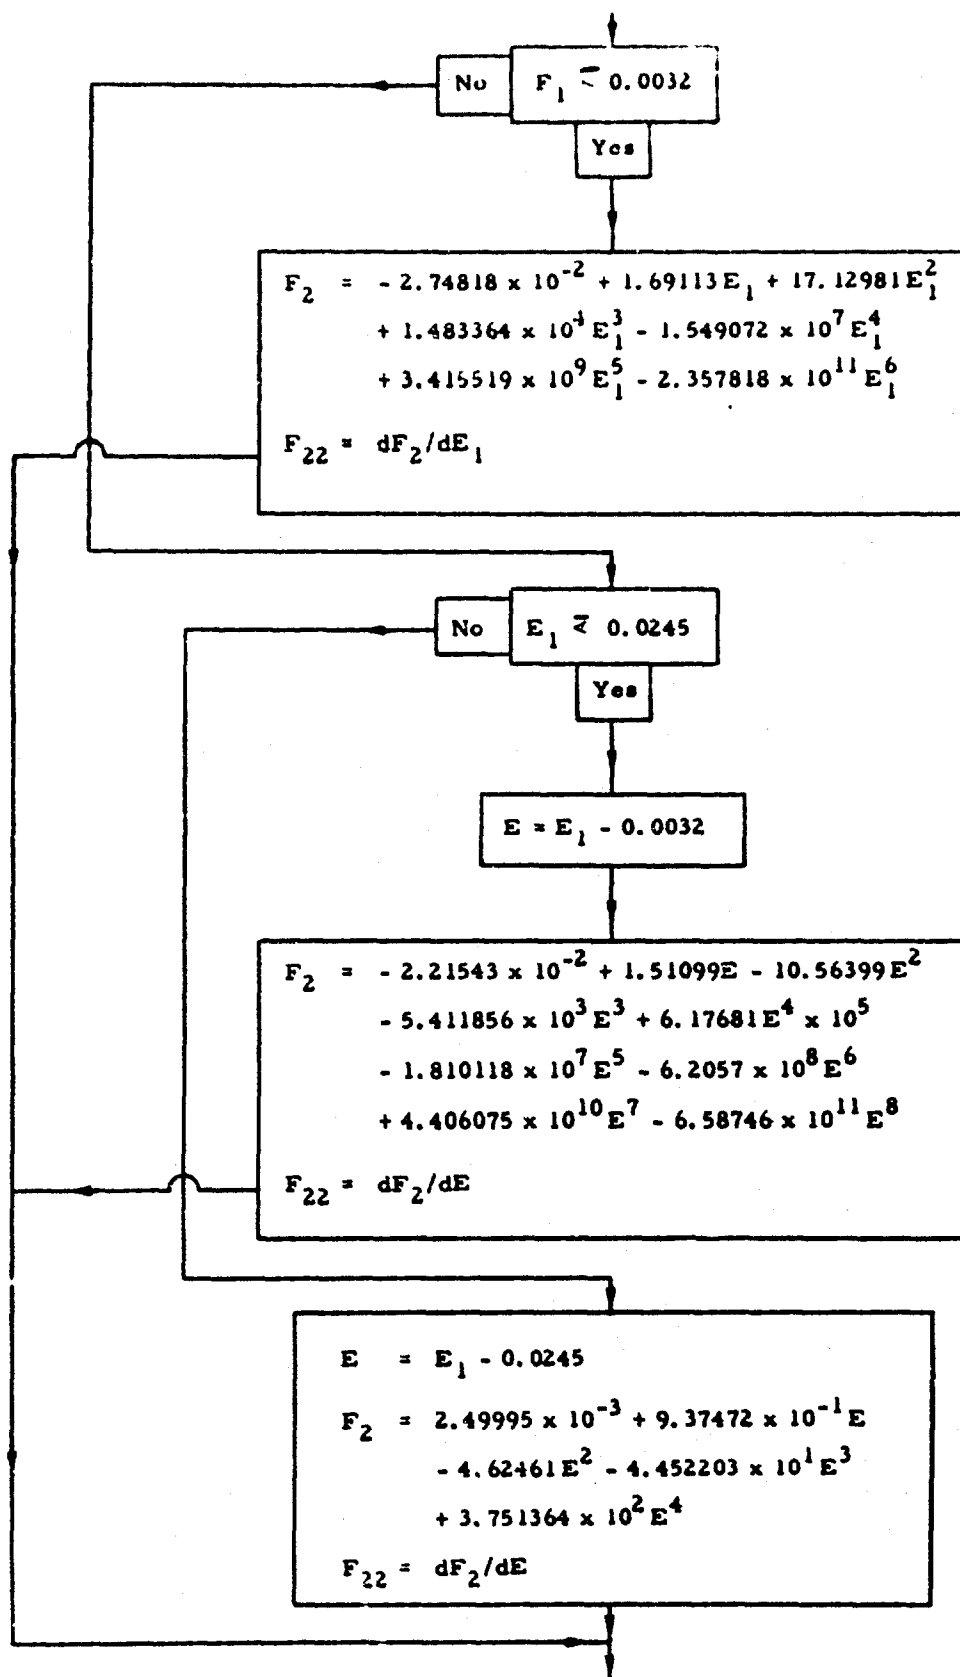 No F₁ ⋜ 0.0032
Yes
F₂ = - 2.74818 x 10⁻² + 1.69113E₁ + 17.12981E₁²
+ 1.483364 x 10⁴ E₁³ - 1.549072 x 10⁷ E₁⁴
+ 3.415519 x 10⁹ E₁⁵ - 2.357818 x 10¹¹ E₁⁶
F₂₂ = dF₂/dE₁
No E₁ ⋜ 0.0245
Yes
E = E₁ - 0.0032
F₂ = - 2.21543 x 10⁻² + 1.51099E - 10.56399E²
- 5.411856 x 10³ E³ + 6.17681E⁴ x 10⁵
- 1.810118 x 10⁷ E⁵ - 6.2057 x 10⁸ E⁶
+ 4.406075 x 10¹⁰ E⁷ - 6.58746 x 10¹¹ E⁸
F₂₂ = dF₂/dE
E = E₁ - 0.0245
F₂ = 2.49995 x 10⁻³ + 9.37472 x 10⁻¹ E
- 4.62461E² - 4.452203 x 10¹ E³
+ 3.751364 x 10² E⁴
F₂₂ = dF₂/dE